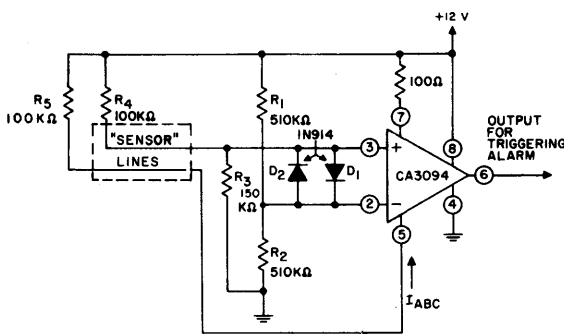 +12 V
R5
100KΩ
R4
100KΩ
"SENSOR"
LINES
R1
510KΩ
1N914
100Ω
7
8
OUTPUT
FOR
TRIGGERING
ALARM
3
+
CA3094
6
R3
150
KΩ
D2
D1
2
−
4
5
R2
510KΩ
IABC